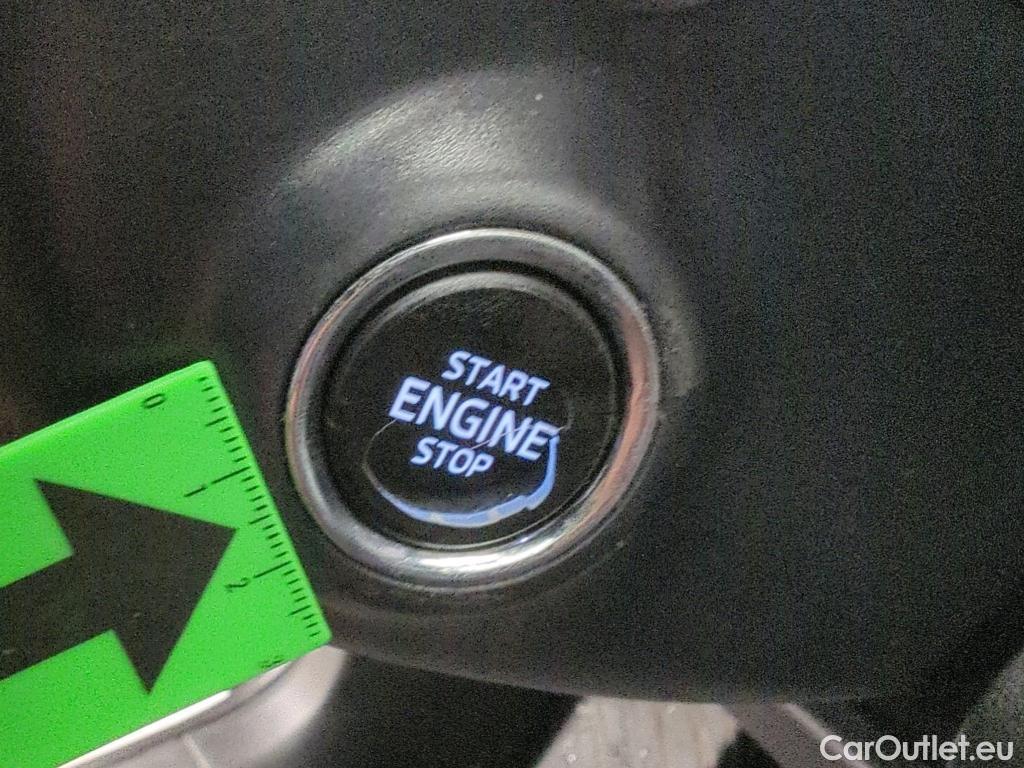 START
ENGINE
STOP
0
1
2
3
CarOutlet.eu